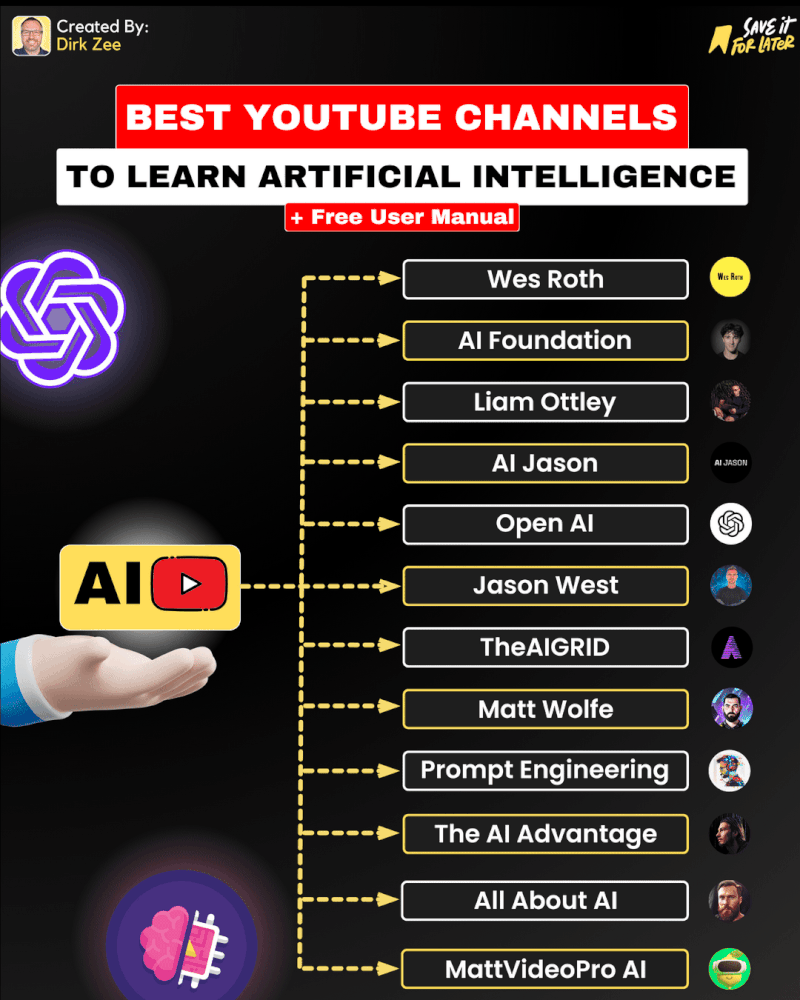 Created By:
Dirk Zee
SAVE iT
FOR LATER
BEST YOUTUBE CHANNELS
TO LEARN ARTIFICIAL INTELLIGENCE
+ Free User Manual
Wes Roth
WES ROTH
AI Foundation
Liam Ottley
AI Jason
AI JASON
Open AI
AI
Jason West
TheAIGRID
Matt Wolfe
Prompt Engineering
The AI Advantage
All About AI
MattVideoPro AI